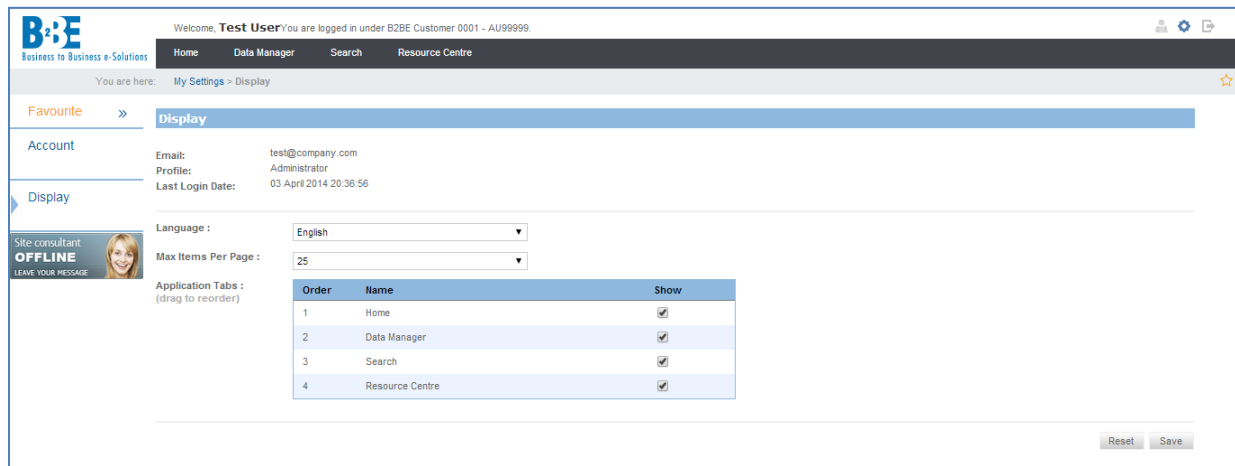 B2BE
Business to Business e-Solutions
Welcome, Test UserYou are logged in under B2BE Customer 0001 - AU99999.
Home Data Manager Search Resource Centre
You are here: My Settings > Display
Favourite »
Account
Display
Site consultant
OFFLINE
LEAVE YOUR MESSAGE
Display
Email: test@company.com
Profile: Administrator
Last Login Date: 03 April 2014 20:36:56
Language : English
Max Items Per Page : 25
Application Tabs :
(drag to reorder)
Order Name Show
1 Home
2 Data Manager
3 Search
4 Resource Centre
Reset Save